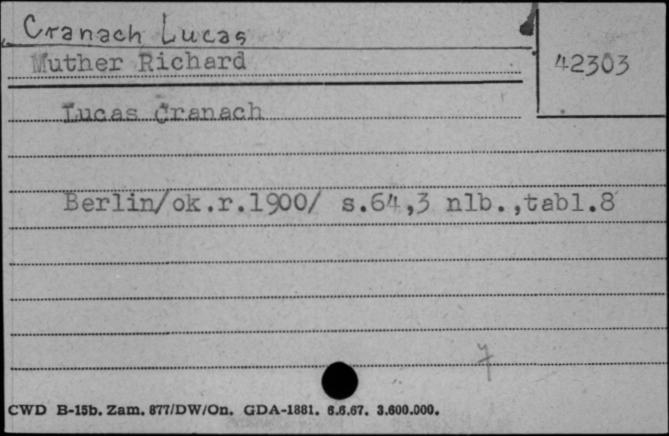 Cranach Lucas
Muther Richard
42303
Lucas Cranach
Berlin/ok.r.1900/ s.64,3 nlb.,tabl.8
7
CWD B-15b. Zam. 877/DW/On. GDA-1881. 6.6.67. 3.600.000.